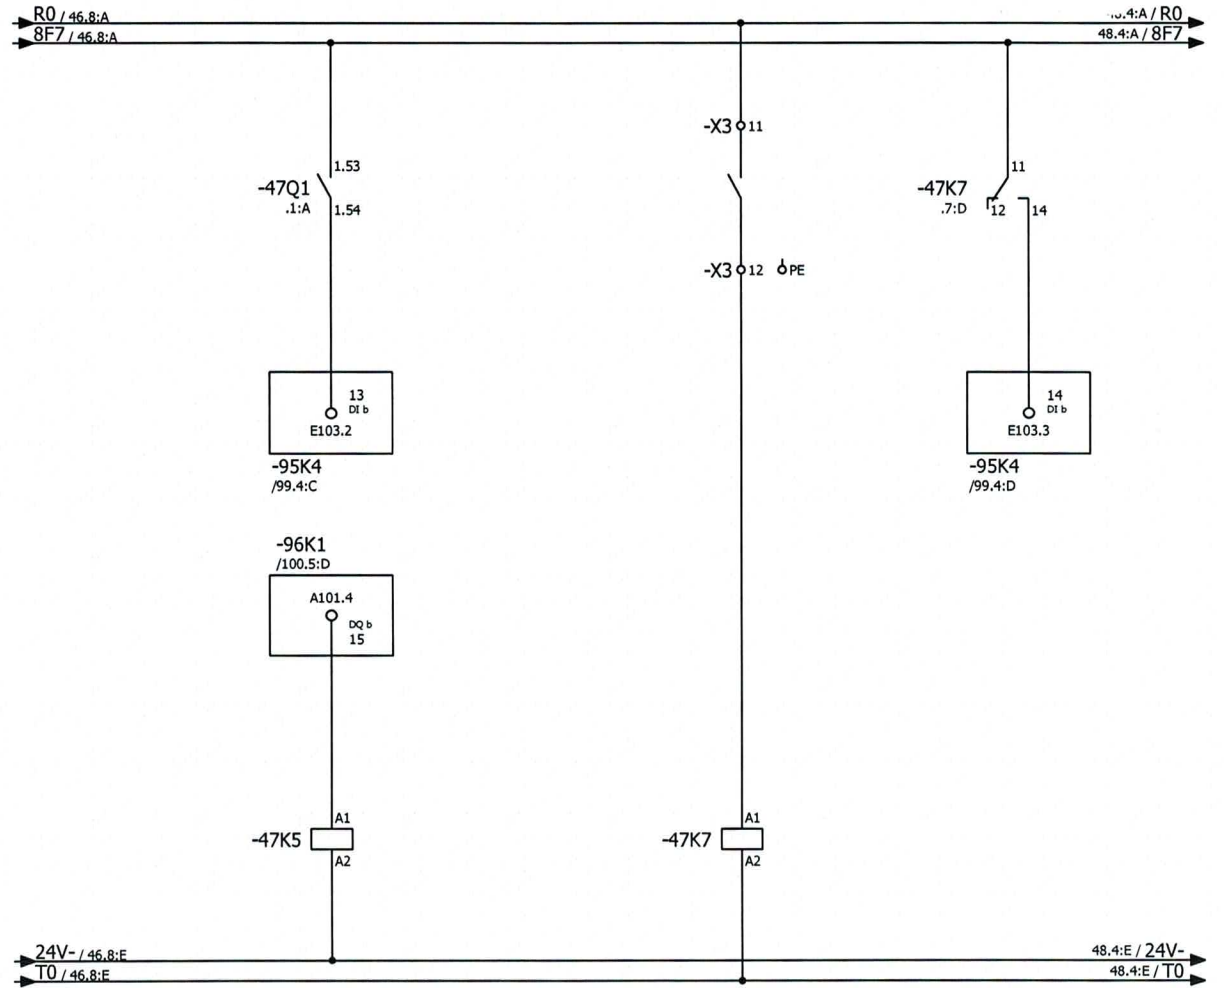 R0 / 46.8:A
.4:A / R0
8F7 / 46.8:A
48.4:A / 8F7
-X3 11
1.53
-47Q1
.1:A
1.54
11
-47K7
.7:D
12
14
-X3 12 PE
13
DI b
E103.2
-95K4
/99.4:C
14
DI b
E103.3
-95K4
/99.4:D
-96K1
/100.5:D
A101.4
DQ b
15
A1
-47K5
A2
A1
-47K7
A2
24V- / 46.8:E
48.4:E / 24V-
T0 / 46.8:E
48.4:E / T0